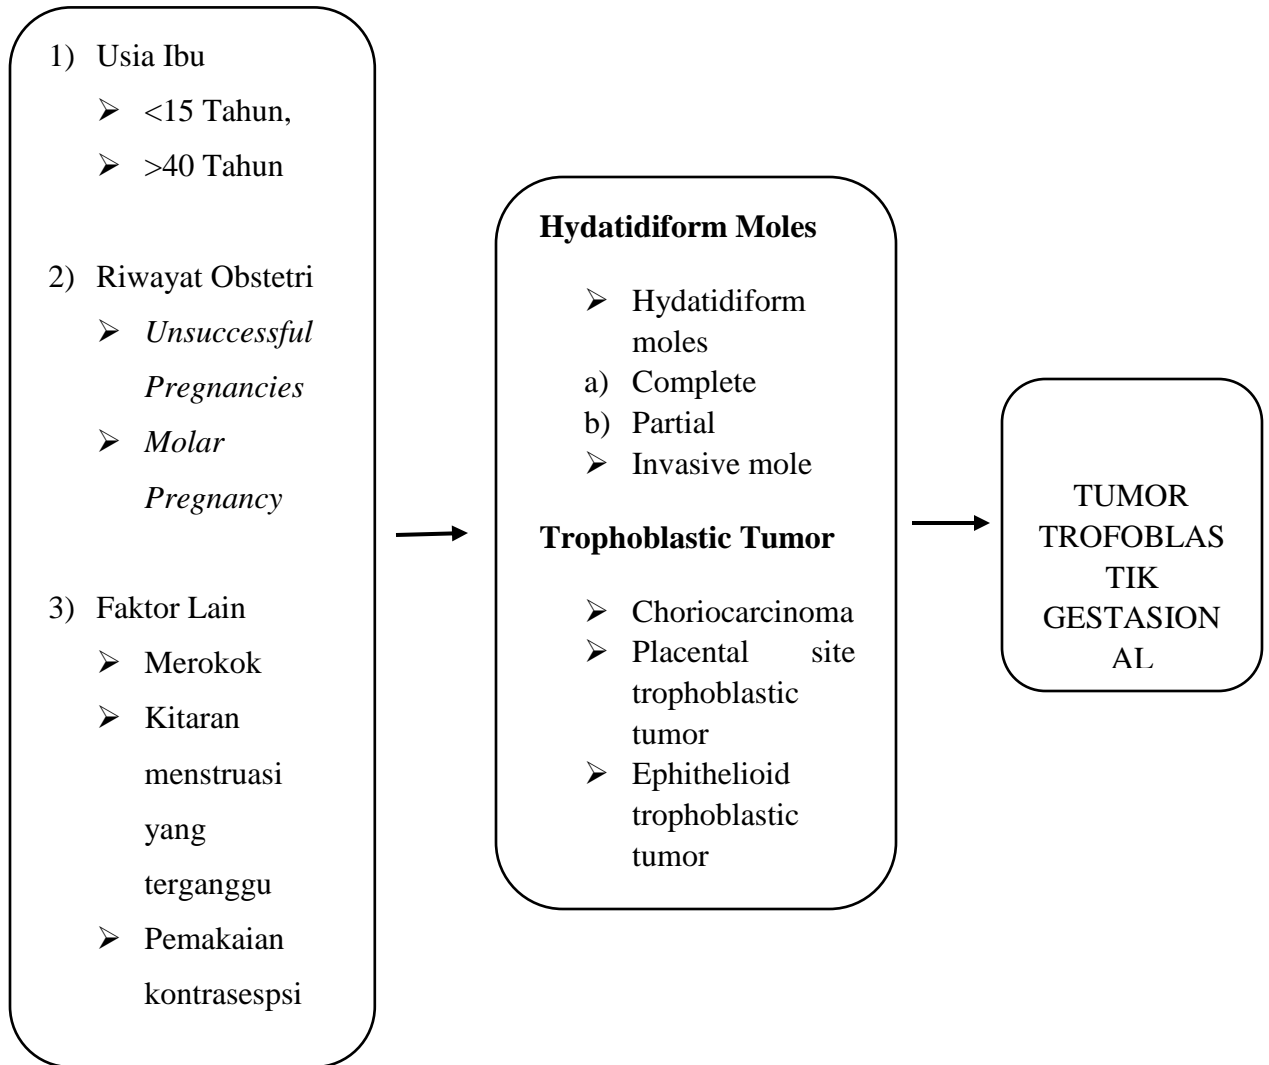 1) Usia Ibu
➢ <15 Tahun,
➢ >40 Tahun
2) Riwayat Obstetri
➢ Unsuccessful
Pregnancies
➢ Molar
Pregnancy
3) Faktor Lain
➢ Merokok
➢ Kitaran
menstruasi
yang
terganggu
➢ Pemakaian
kontrasespsi
Hydatidiform Moles
➢ Hydatidiform
moles
a) Complete
b) Partial
➢ Invasive mole
Trophoblastic Tumor
➢ Choriocarcinoma
➢ Placental site
trophoblastic
tumor
➢ Ephithelioid
trophoblastic
tumor
TUMOR
TROFOBLAS
TIK
GESTASION
AL